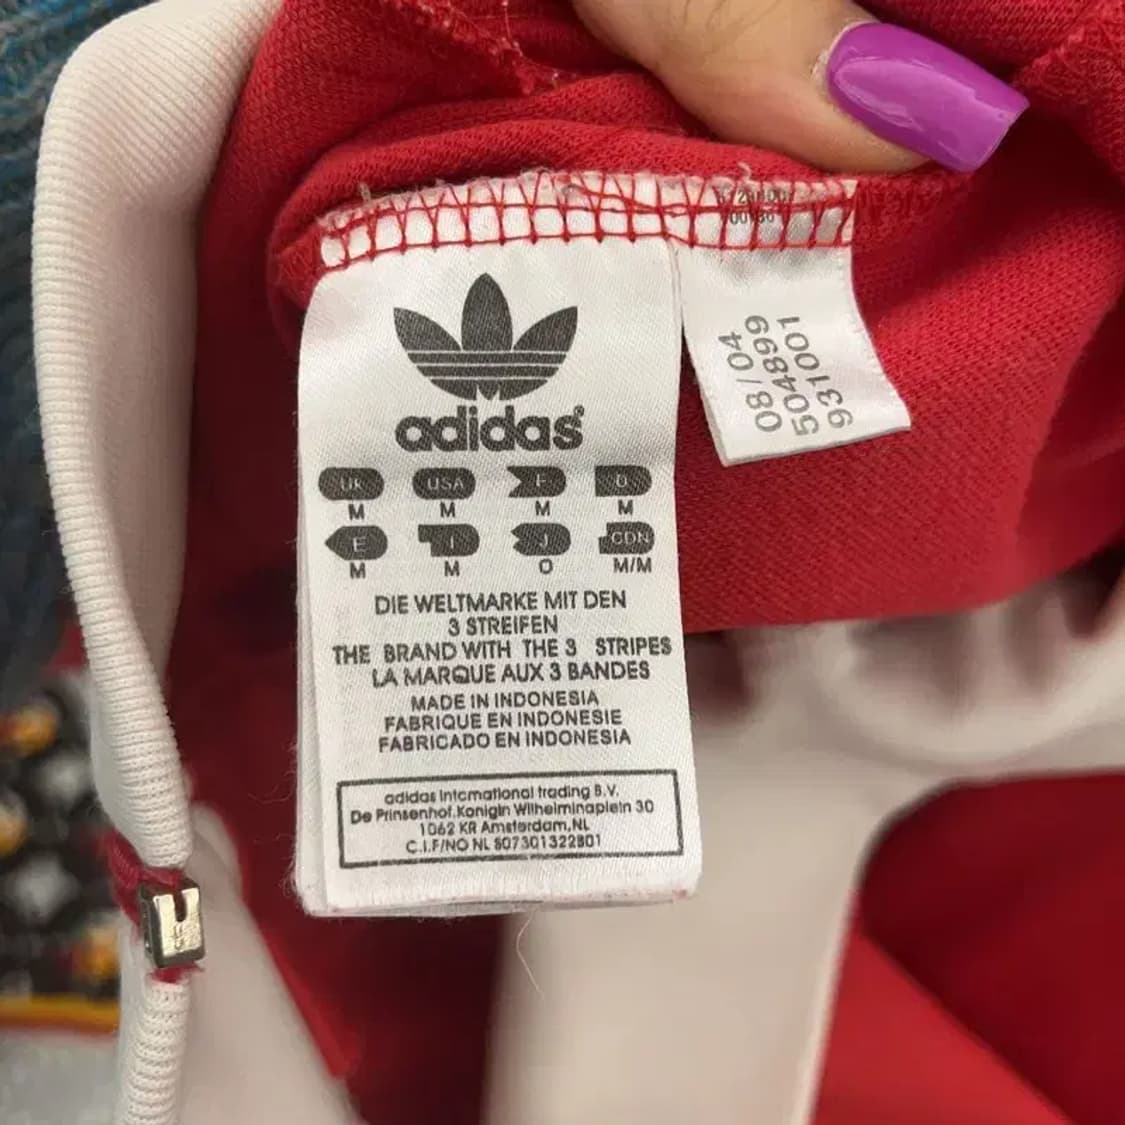 adidas
UK USA F D
M M M M
E I J CDN
M M O M/M
DIE WELTMARKE MIT DEN
3 STREIFEN
THE BRAND WITH THE 3 STRIPES
LA MARQUE AUX 3 BANDES
MADE IN INDONESIA
FABRIQUE EN INDONESIE
FABRICADO EN INDONESIA
adidas international trading B.V.
De Prinsenhof.Konigin Wilhelminaplein 30
1062 KR Amsterdam,NL
C.I.F/NO NL 807301322B01
08/04
504899
931001